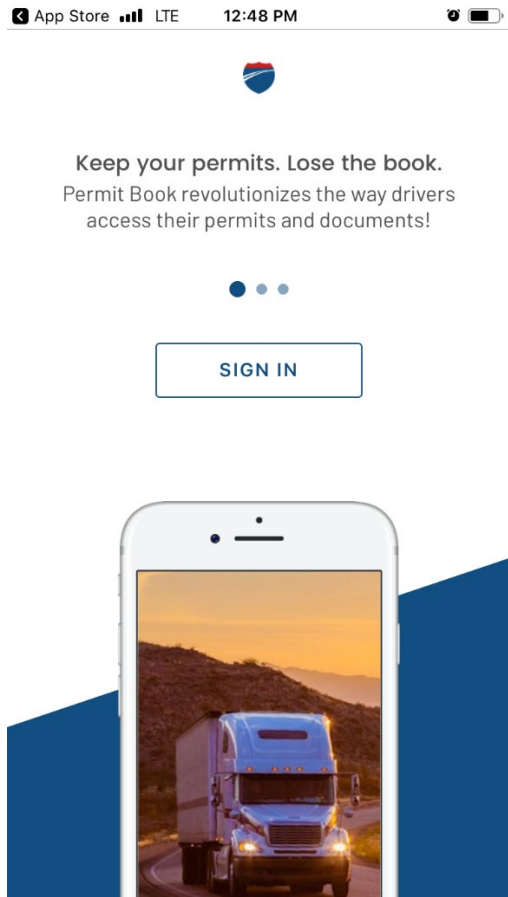 App Store LTE 12:48 PM
Keep your permits. Lose the book.
Permit Book revolutionizes the way drivers
access their permits and documents!
SIGN IN